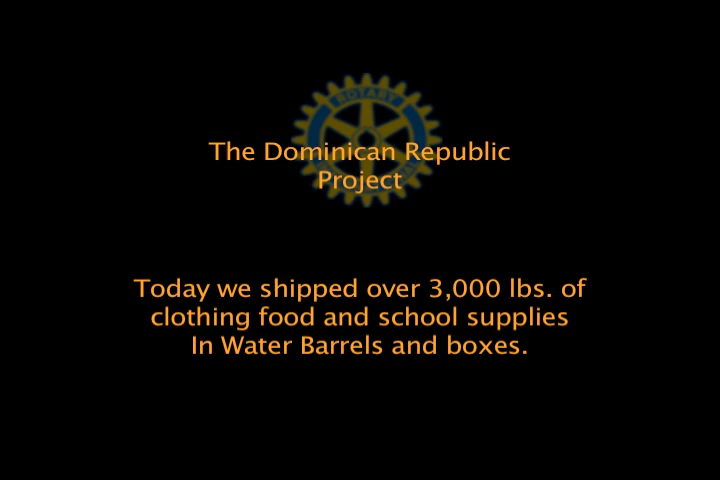 ROTARY
The Dominican Republic
Project
Today we shipped over 3,000 lbs. of
clothing food and school supplies
In Water Barrels and boxes.